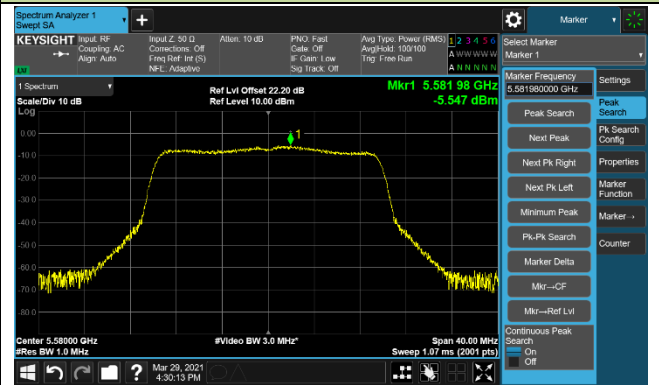 Spectrum Analyzer 1
Swept SA
+
Marker
KEYSIGHT
Input: RF
Coupling: AC
Align: Auto
Input Z: 50 Ω
Corrections: Off
Freq Ref: Int (S)
NFE: Adaptive
Atten: 10 dB
PNO: Fast
Gate: Off
IF Gain: Low
Sig Track: Off
Avg Type: Power (RMS)
Avg|Hold: 100/100
Trig: Free Run
1 2 3 4 5 6
A W W W W W
A N N N N N
LXI
Select Marker
Marker 1
1 Spectrum
Scale/Div 10 dB
Log
Ref Lvl Offset 22.20 dB
Ref Level 10.00 dBm
Mkr1 5.581 98 GHz
-5.547 dBm
0.00
-10.0
-20.0
-30.0
-40.0
-50.0
-60.0
-70.0
-80.0
1
Center 5.58000 GHz
#Res BW 1.0 MHz
#Video BW 3.0 MHz*
Span 40.00 MHz
Sweep 1.07 ms (2001 pts)
Marker Frequency
5.581980000 GHz
Peak Search
Next Peak
Next Pk Right
Next Pk Left
Minimum Peak
Pk-Pk Search
Marker Delta
Mkr→CF
Mkr→Ref Lvl
Continuous Peak
Search
On
Off
Settings
Peak
Search
Pk Search
Config
Properties
Marker
Function
Marker→
Counter
?
Mar 29, 2021
4:30:13 PM